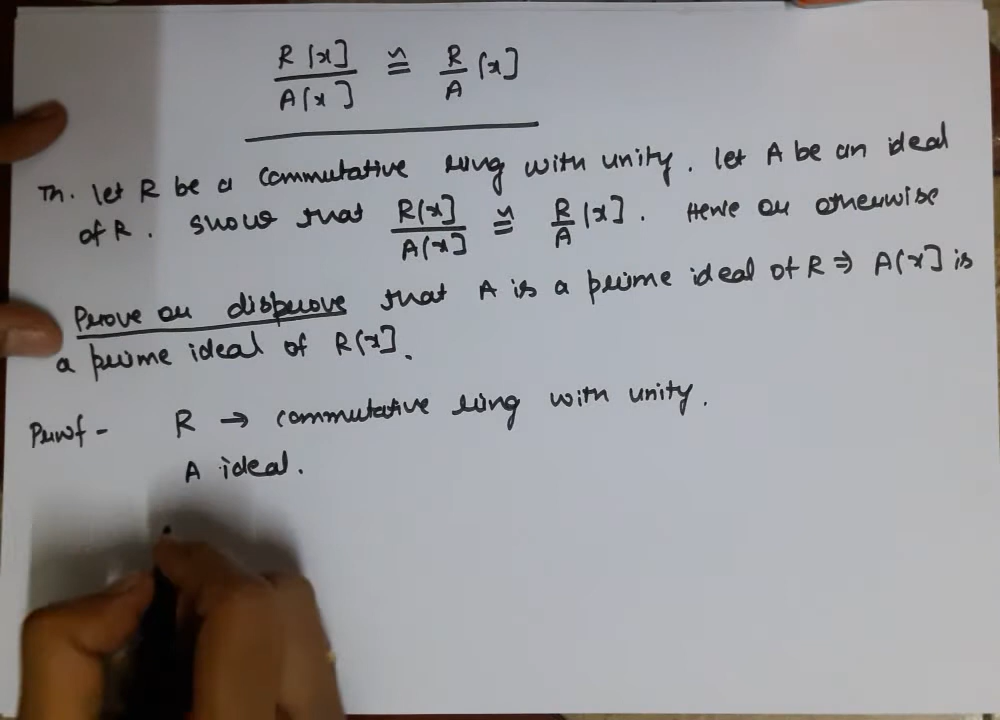 R[x]/A[x] ≅ R/A [x]
Th. let R be a commutative ring with unity. let A be an ideal
of R. show that R[x]/A[x] ≅ R/A [x]. Hence or otherwise
Prove or disprove that A is a prime ideal of R ⇒ A[x] is
a prime ideal of R[x].
Proof - R → commutative ring with unity.
A ideal.